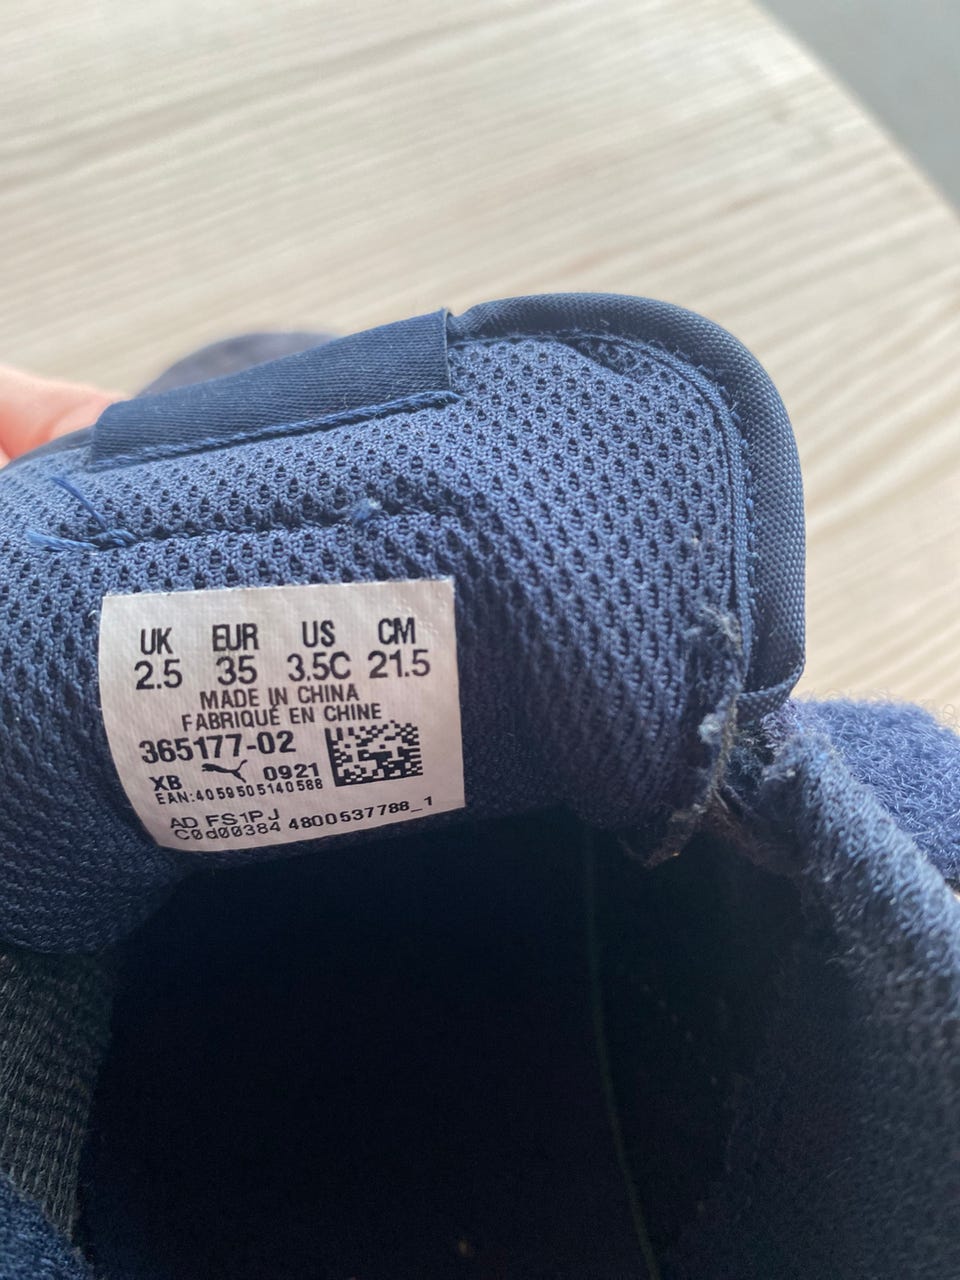 UK EUR US CM
2.5 35 3.5C 21.5
MADE IN CHINA
FABRIQUÉ EN CHINE
365177-02
XB 0921
EAN:4059505140588
AD FS1PJ
C0d00384 4800537788_1